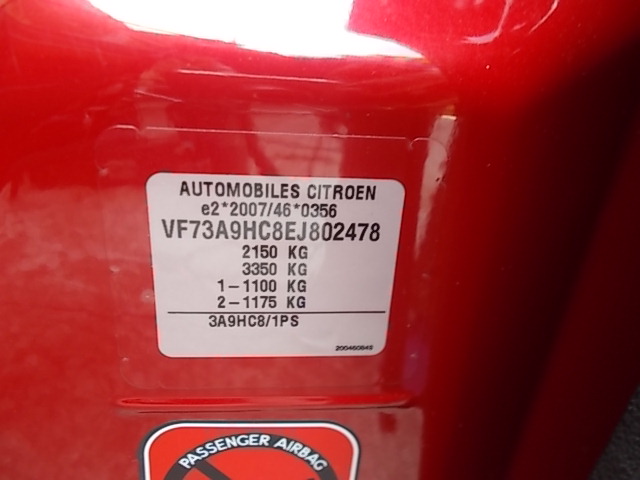 AUTOMOBILES CITROEN
e2*2007/46*0356
VF73A9HC8EJ802478
2150 KG
3350 KG
1-1100 KG
2-1175 KG
3A9HC8/1PS
PASSENGER AIRBAG